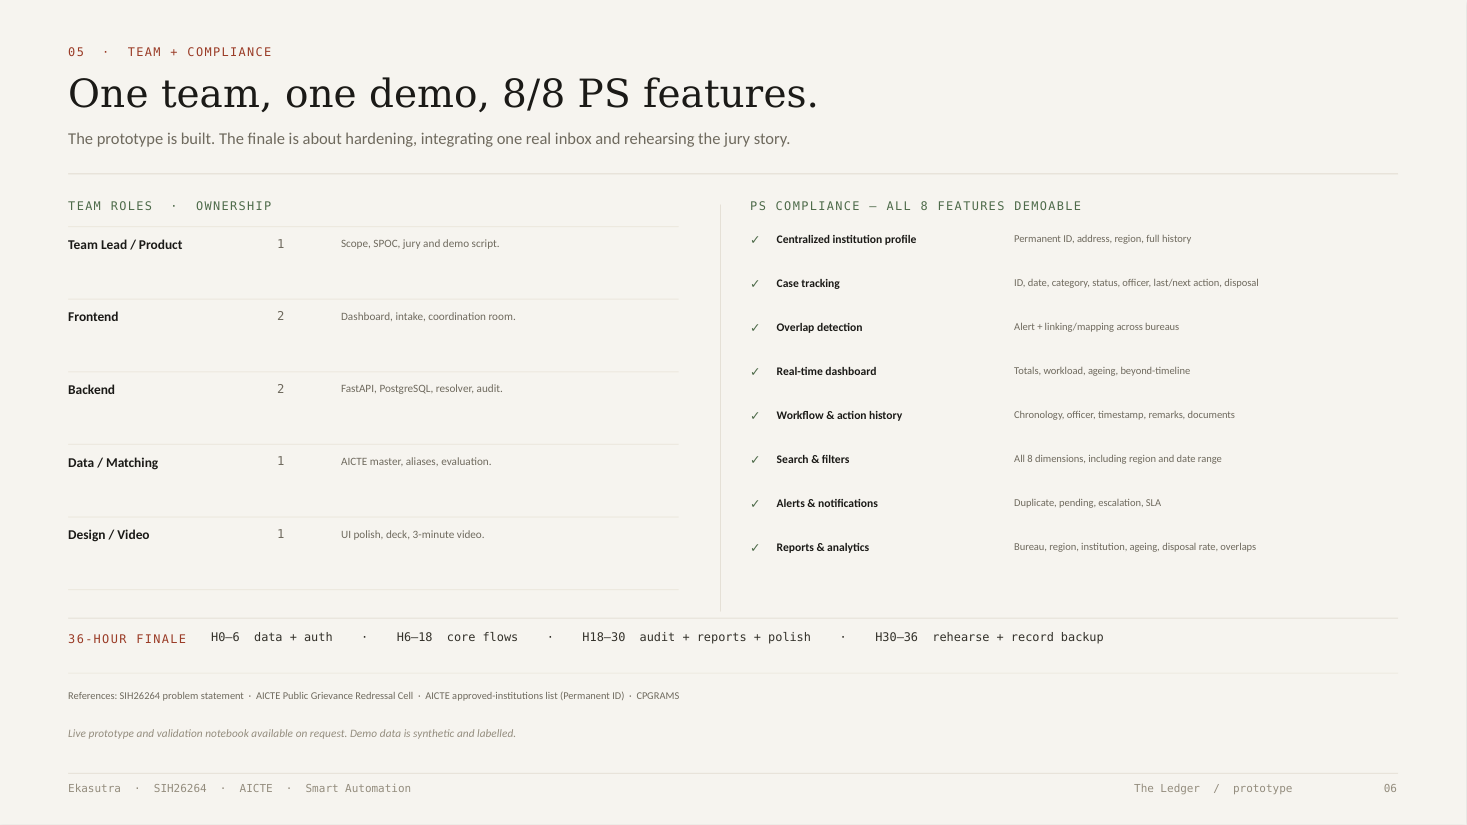 05 · TEAM + COMPLIANCE
One team, one demo, 8/8 PS features.
The prototype is built. The finale is about hardening, integrating one real inbox and rehearsing the jury story.
TEAM ROLES · OWNERSHIP
Team Lead / Product 1 Scope, SPOC, jury and demo script.
Frontend 2 Dashboard, intake, coordination room.
Backend 2 FastAPI, PostgreSQL, resolver, audit.
Data / Matching 1 AICTE master, aliases, evaluation.
Design / Video 1 UI polish, deck, 3-minute video.
PS COMPLIANCE — ALL 8 FEATURES DEMOABLE
✓ Centralized institution profile Permanent ID, address, region, full history
✓ Case tracking ID, date, category, status, officer, last/next action, disposal
✓ Overlap detection Alert + linking/mapping across bureaus
✓ Real-time dashboard Totals, workload, ageing, beyond-timeline
✓ Workflow & action history Chronology, officer, timestamp, remarks, documents
✓ Search & filters All 8 dimensions, including region and date range
✓ Alerts & notifications Duplicate, pending, escalation, SLA
✓ Reports & analytics Bureau, region, institution, ageing, disposal rate, overlaps
36-HOUR FINALE H0–6 data + auth · H6–18 core flows · H18–30 audit + reports + polish · H30–36 rehearse + record backup
References: SIH26264 problem statement · AICTE Public Grievance Redressal Cell · AICTE approved-institutions list (Permanent ID) · CPGRAMS
Live prototype and validation notebook available on request. Demo data is synthetic and labelled.
Ekasutra · SIH26264 · AICTE · Smart Automation
The Ledger / prototype 06